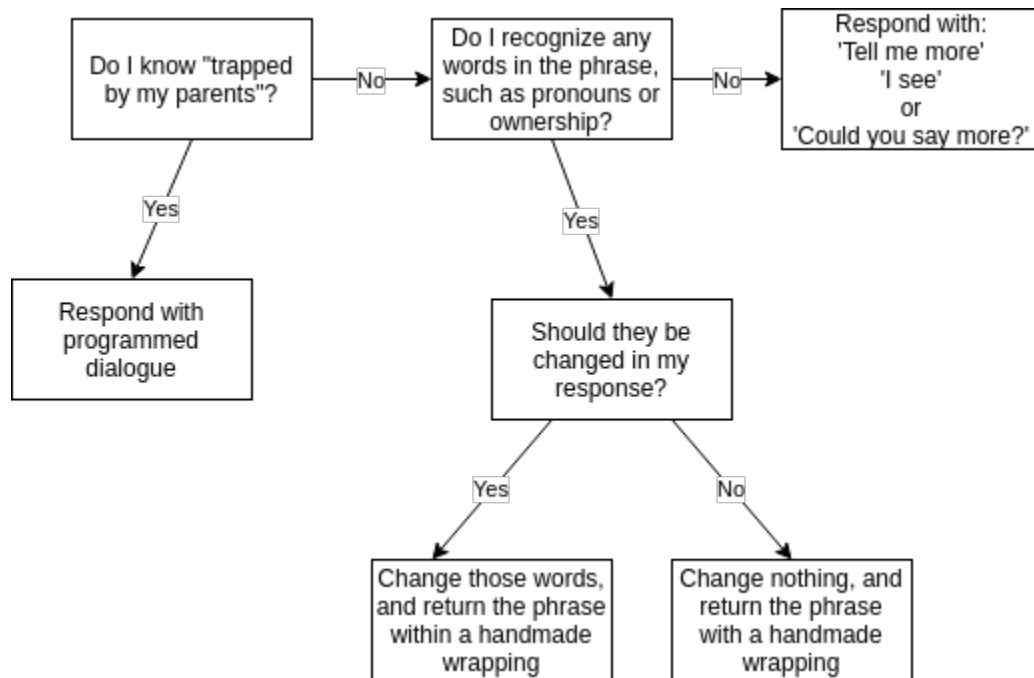 Do I know "trapped
by my parents"?
No
Do I recognize any
words in the phrase,
such as pronouns or
ownership?
No
Respond with:
'Tell me more'
'I see'
or
'Could you say more?'
Yes
Yes
Respond with
programmed
dialogue
Should they be
changed in my
response?
Yes
No
Change those words,
and return the phrase
within a handmade
wrapping
Change nothing, and
return the phrase
with a handmade
wrapping